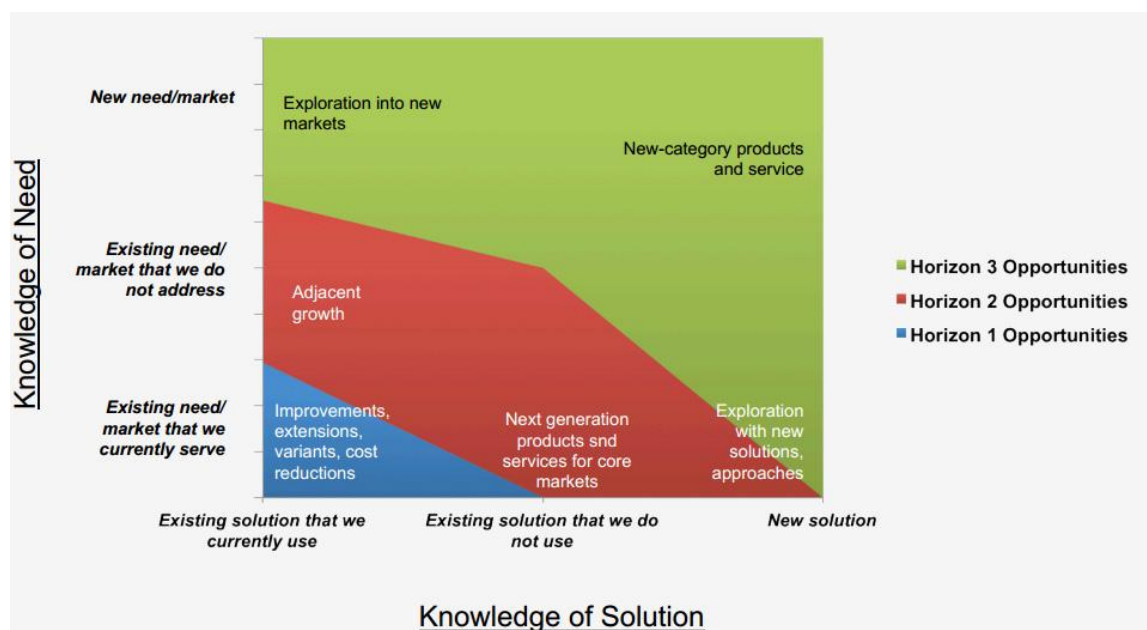 New need/market
Exploration into new
markets
New-category products
and service
Knowledge of Need
Existing need/
market that we do
not address
Adjacent
growth
Horizon 3 Opportunities
Horizon 2 Opportunities
Horizon 1 Opportunities
Existing need/
market that we
currently serve
Improvements,
extensions,
variants, cost
reductions
Next generation
products snd
services for core
markets
Exploration
with new
solutions,
approaches
Existing solution that we
currently use
Existing solution that we do
not use
New solution
Knowledge of Solution